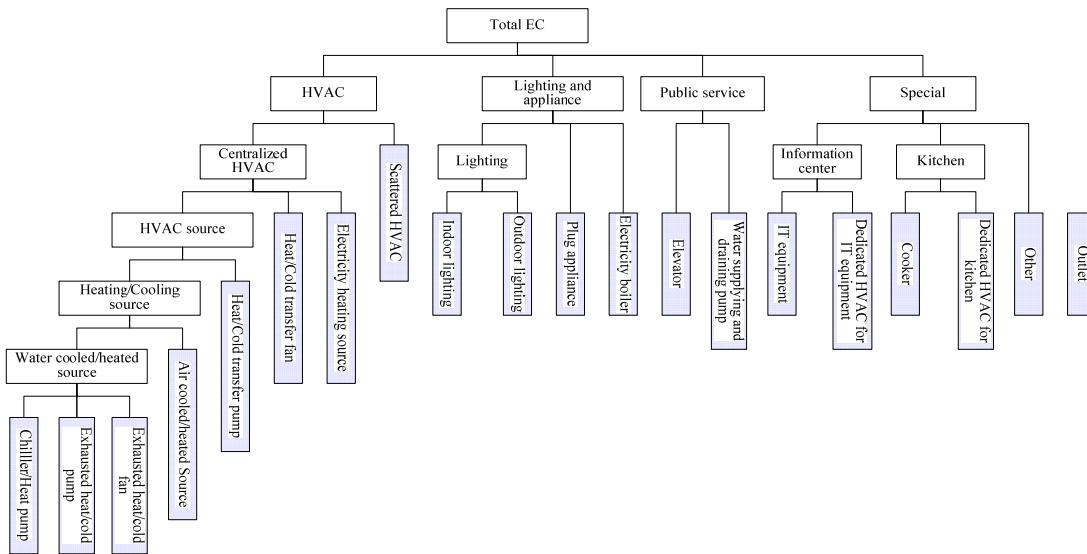 Total EC
HVAC
Lighting and
appliance
Public service
Special
Centralized
HVAC
Scattered HVAC
Lighting
Information
center
Kitchen
HVAC source
Heat/Cold transfer fan
Electricity heating source
Indoor lighting
Outdoor lighting
Plug appliance
Electricity boiler
Elevator
Water supplying and
draining pump
IT equipment
Dedicated HVAC for
IT equipment
Cooker
Dedicated HVAC for
kitchen
Other
Outlet
Heating/Cooling
source
Heat/Cold transfer pump
Water cooled/heated
source
Air cooled/heated Source
Chilller/Heat pump
Exhausted heat/cold
pump
Exhausted heat/cold
fan